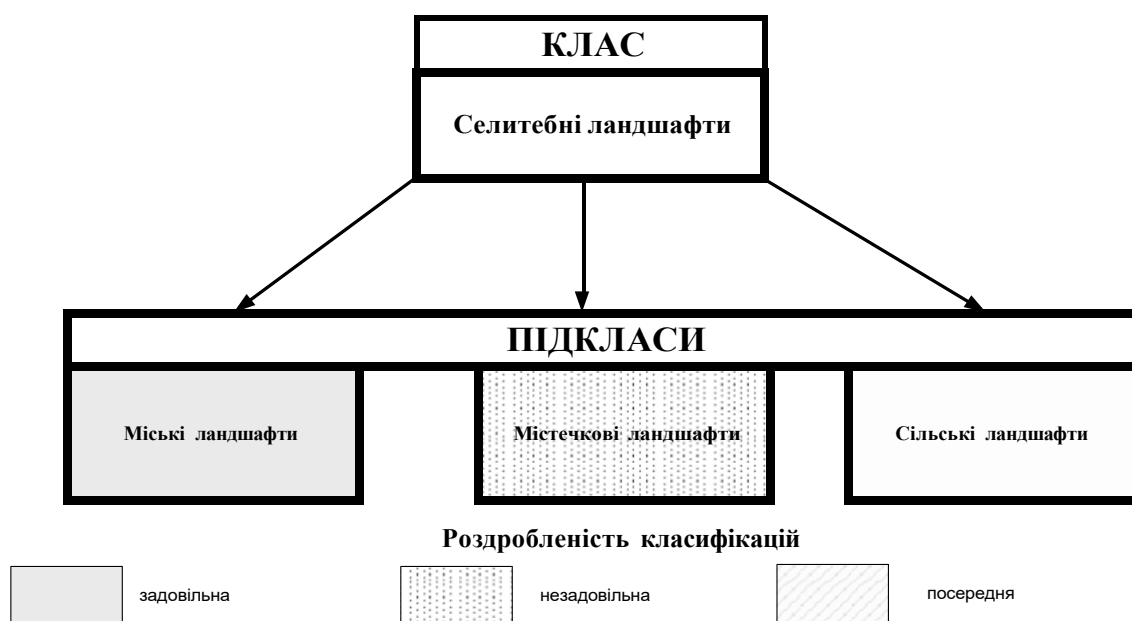 КЛАС
Селитебні ландшафти
ПІДКЛАСИ
Міські ландшафти
Містечкові ландшафти
Сільські ландшафти
Роздробленість класифікацій
задовільна
незадовільна
посередня